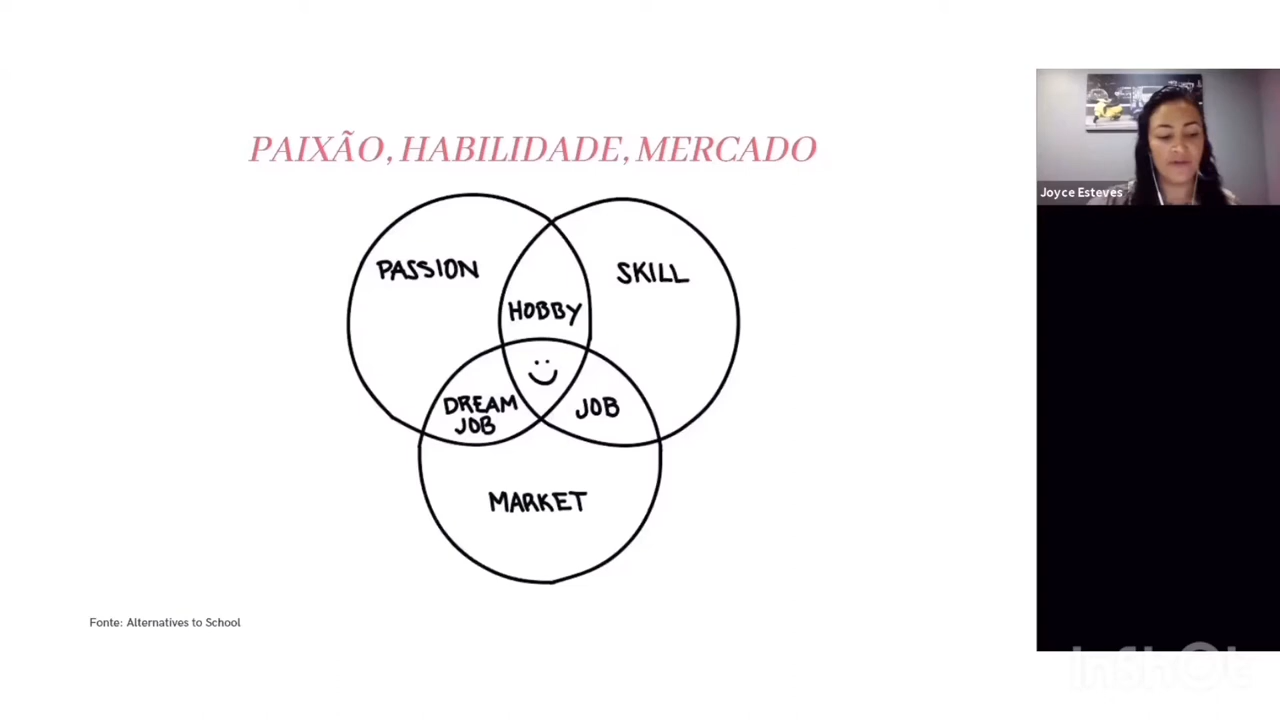 PAIXÃO, HABILIDADE, MERCADO
PASSION
SKILL
HOBBY
DREAM
JOB
JOB
MARKET
Fonte: Alternatives to School
Joyce Esteves